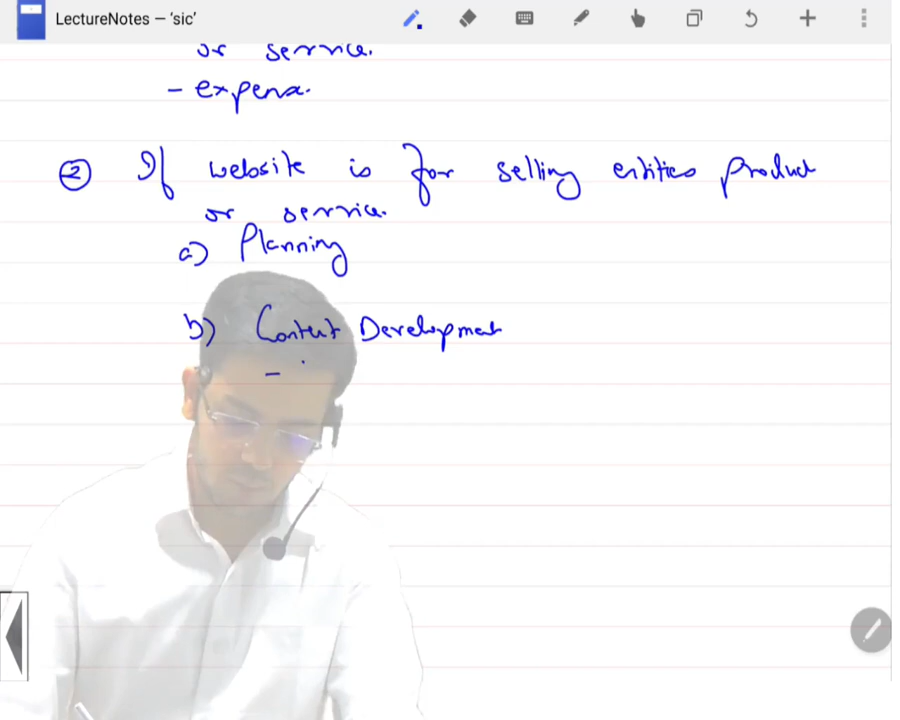 LectureNotes – ‘sic’
or service.
- expense.
② If website is for selling entities product
or service.
a) Planning
b) Content Development
-